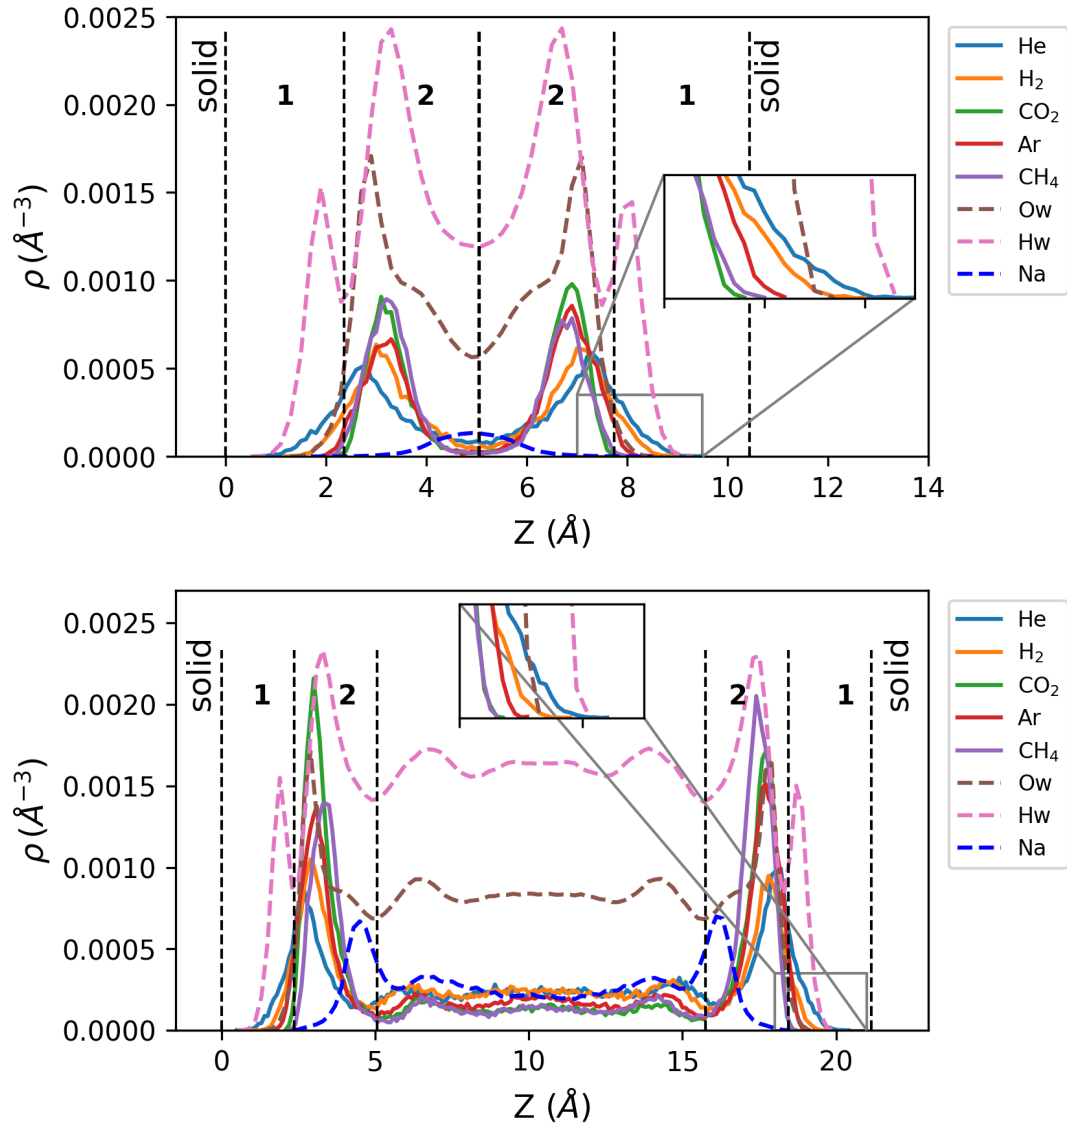 0.0025
0.0020
0.0015
0.0010
0.0005
0.0000
ρ (Å⁻³)
solid
1
2
2
1
solid
0
2
4
6
8
10
12
14
Z (Å)
He
H₂
CO₂
Ar
CH₄
Ow
Hw
Na
0.0025
0.0020
0.0015
0.0010
0.0005
0.0000
ρ (Å⁻³)
solid
1
2
2
1
solid
0
5
10
15
20
Z (Å)
He
H₂
CO₂
Ar
CH₄
Ow
Hw
Na